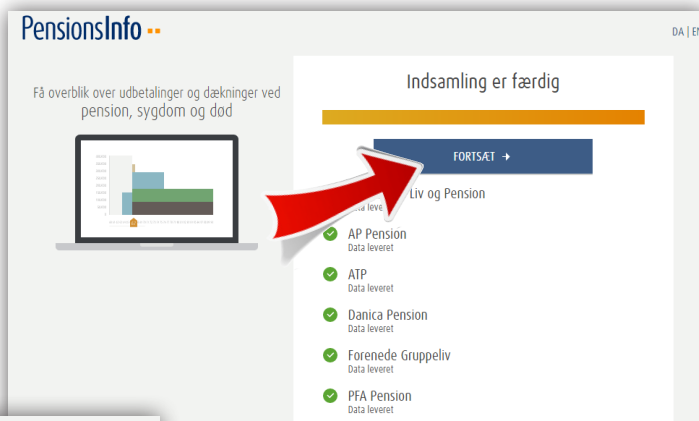 PensionsInfo
DA | EN
Få overblik over udbetalinger og dækninger ved
pension, sygdom og død
Indsamling er færdig
FORTSÆT →
Liv og Pension
Data leve
AP Pension
Data leveret
ATP
Data leveret
Danica Pension
Data leveret
Forenede Gruppeliv
Data leveret
PFA Pension
Data leveret